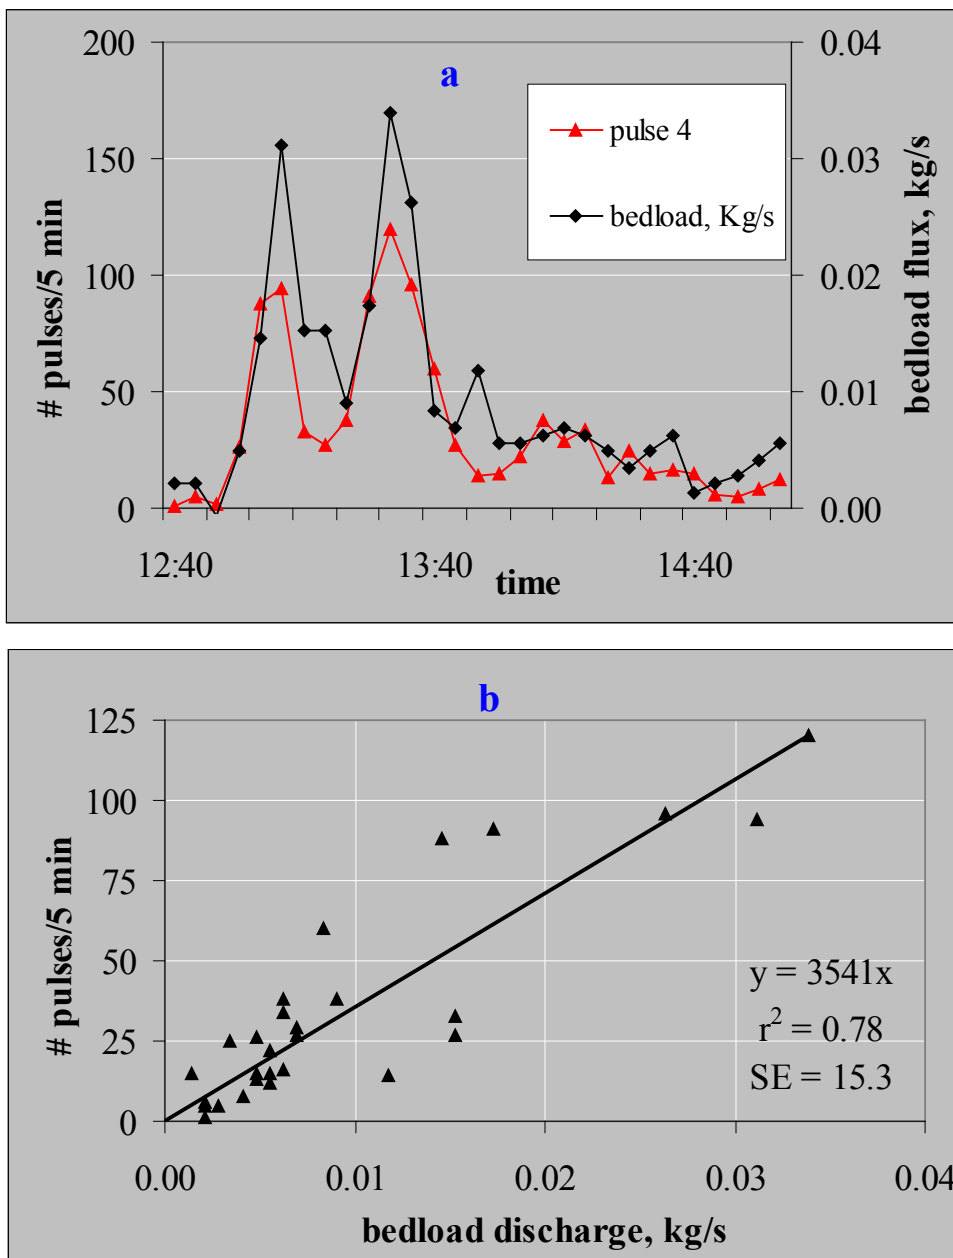 a
200
150
100
50
0
# pulses/5 min
0.04
0.03
0.02
0.01
0.00
bedload flux, kg/s
pulse 4
bedload, Kg/s
12:40
13:40
14:40
time
b
125
100
75
50
25
0
# pulses/5 min
y = 3541x
r² = 0.78
SE = 15.3
0.00
0.01
0.02
0.03
0.04
bedload discharge, kg/s